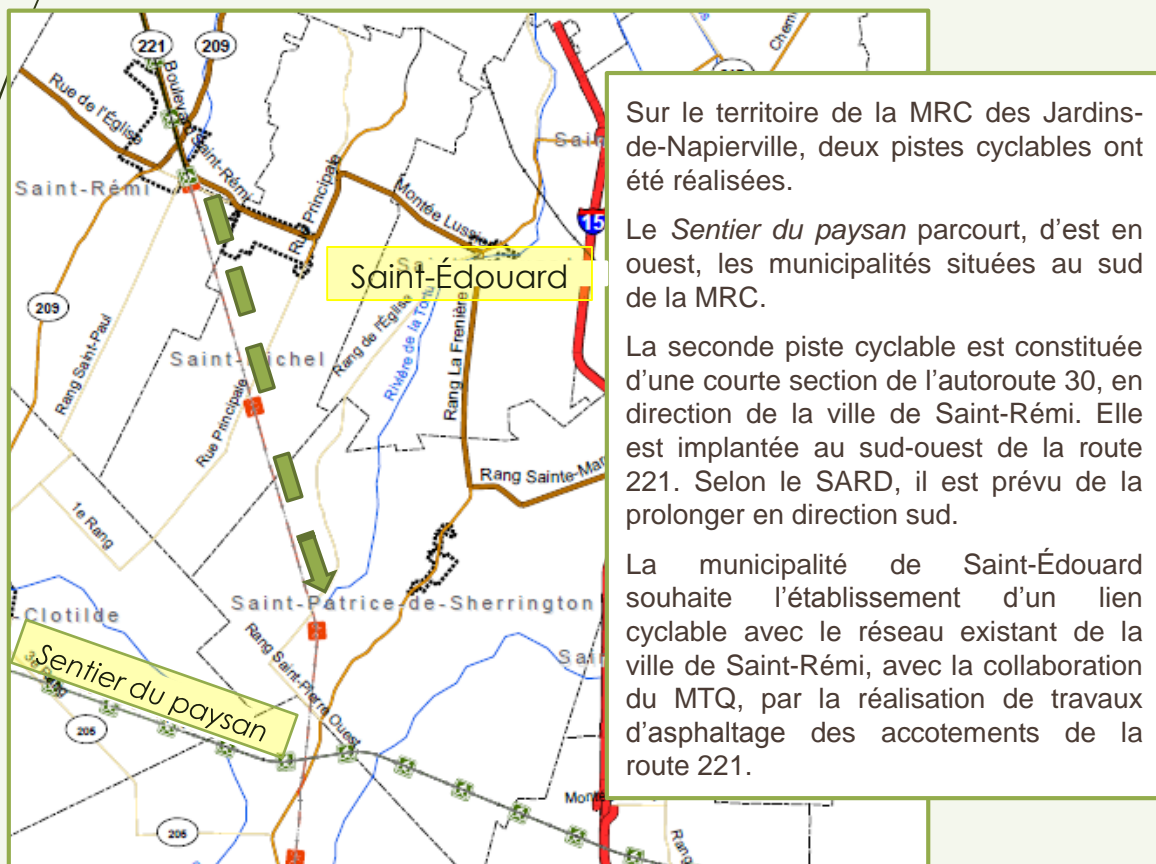 221
209
Boulevard Saint-Rémi
Rue de l'Église
Saint-Rémi
Rue Principale
Montée Lussier
15
Saint-Édouard
209
Rang Saint-Paul
Saint-Michel
Rang de l'Église
Rivière de la Tortu
Rang La Frenière
Rue Principale
Rang Sainte-Mar
1e Rang
-Clotilde
Saint-Patrice-de-Sherrington
Rang Saint-Pierre Ouest
Sai
Sentier du paysan
3e Rang
205
205
Monté
Rang
Sur le territoire de la MRC des Jardins-
de-Napierville, deux pistes cyclables ont
été réalisées.
Le Sentier du paysan parcourt, d'est en
ouest, les municipalités situées au sud
de la MRC.
La seconde piste cyclable est constituée
d'une courte section de l'autoroute 30, en
direction de la ville de Saint-Rémi. Elle
est implantée au sud-ouest de la route
221. Selon le SARD, il est prévu de la
prolonger en direction sud.
La municipalité de Saint-Édouard
souhaite l'établissement d'un lien
cyclable avec le réseau existant de la
ville de Saint-Rémi, avec la collaboration
du MTQ, par la réalisation de travaux
d'asphaltage des accotements de la
route 221.